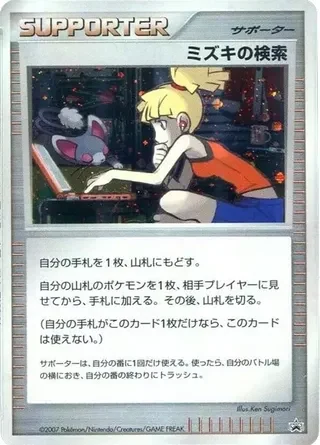 SUPPORTER
サポーター
ミズキの検索
自分の手札を1枚、山札にもどす。
自分の山札のポケモンを1枚、相手プレイヤーに見
せてから、手札に加える。その後、山札を切る。
(自分の手札がこのカード1枚だけなら、このカード
は使えない。)
サポーターは、自分の番に1回だけ使える。使ったら、自分のバトル場
の横におき、自分の番の終わりにトラッシュ。
Illus.Ken Sugimori
©2007 Pokémon/Nintendo/Creatures/GAME FREAK